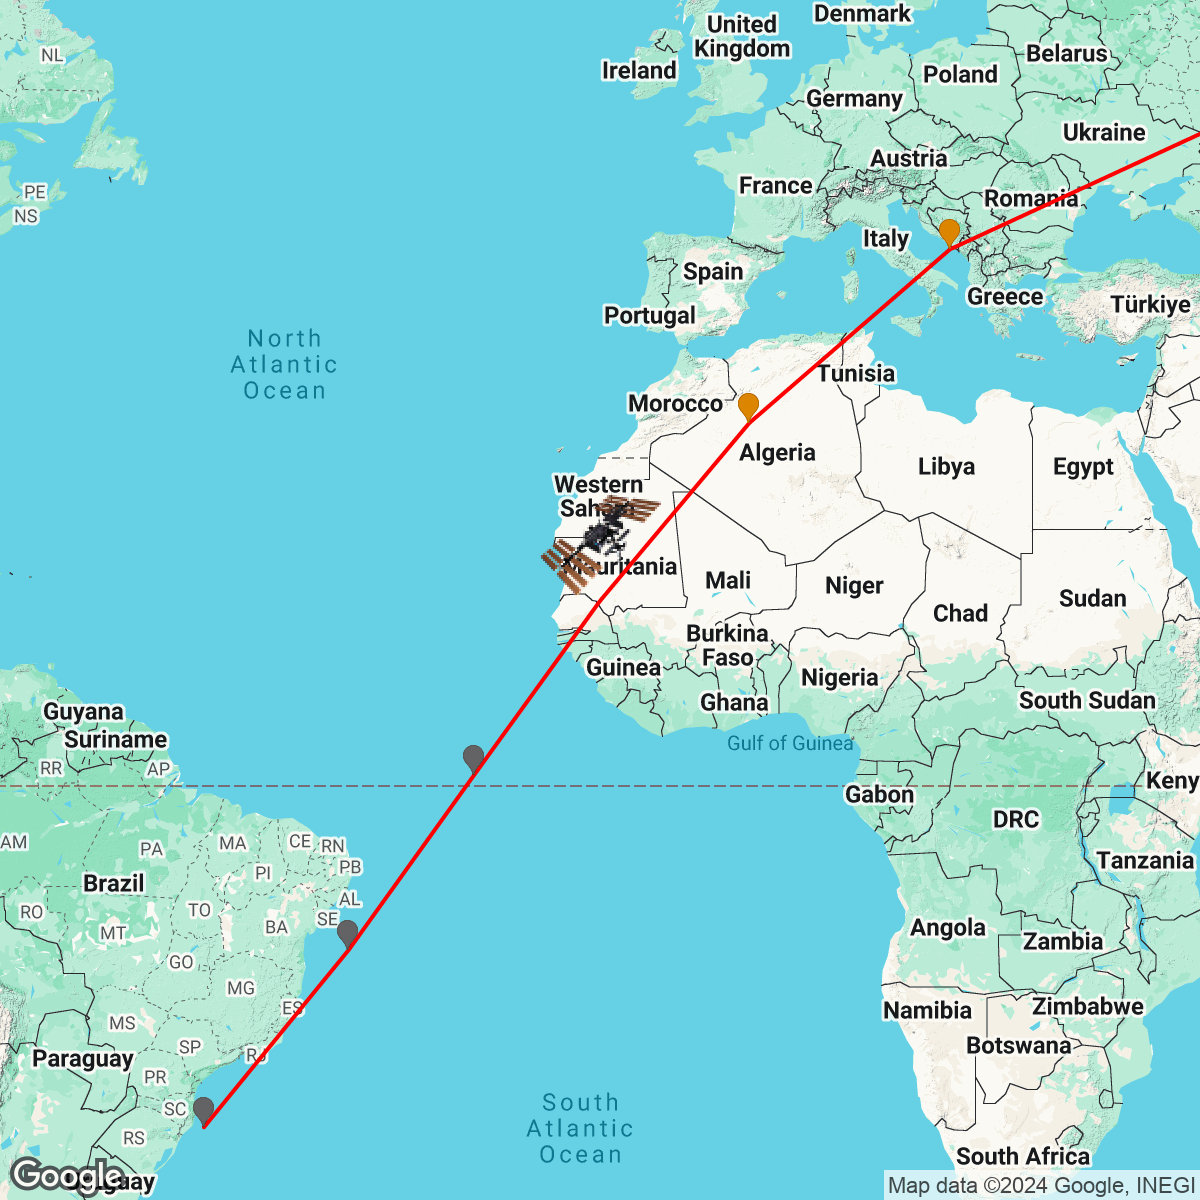 Denmark
United
Kingdom
NL
Belarus
Ireland
Poland
Germany
Ukraine
Austria
France
PE
Romania
NS
Italy
Spain
Greece
Türkiye
Portugal
North
Atlantic
Ocean
Tunisia
Morocco
Algeria
Libya
Egypt
Western
Sahara
Mauritania
Mali
Niger
Chad
Sudan
Burkina
Faso
Guinea
Nigeria
Ghana
South Sudan
Guyana
Suriname
Gulf of Guinea
RR
AP
Keny
Gabon
DRC
AM
PA
MA
CE
RN
PI
PB
Tanzania
Brazil
AL
RO
TO
SE
BA
MT
Angola
Zambia
GO
MG
ES
Namibia
Zimbabwe
MS
SP
RJ
Botswana
Paraguay
PR
SC
South
Atlantic
Ocean
RS
South Africa
Uruguay
Google
Map data ©2024 Google, INEGI